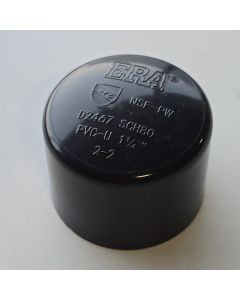 ERA®
NSF-PW
D2467 SCH80
PVC-U 1¼"
2-2